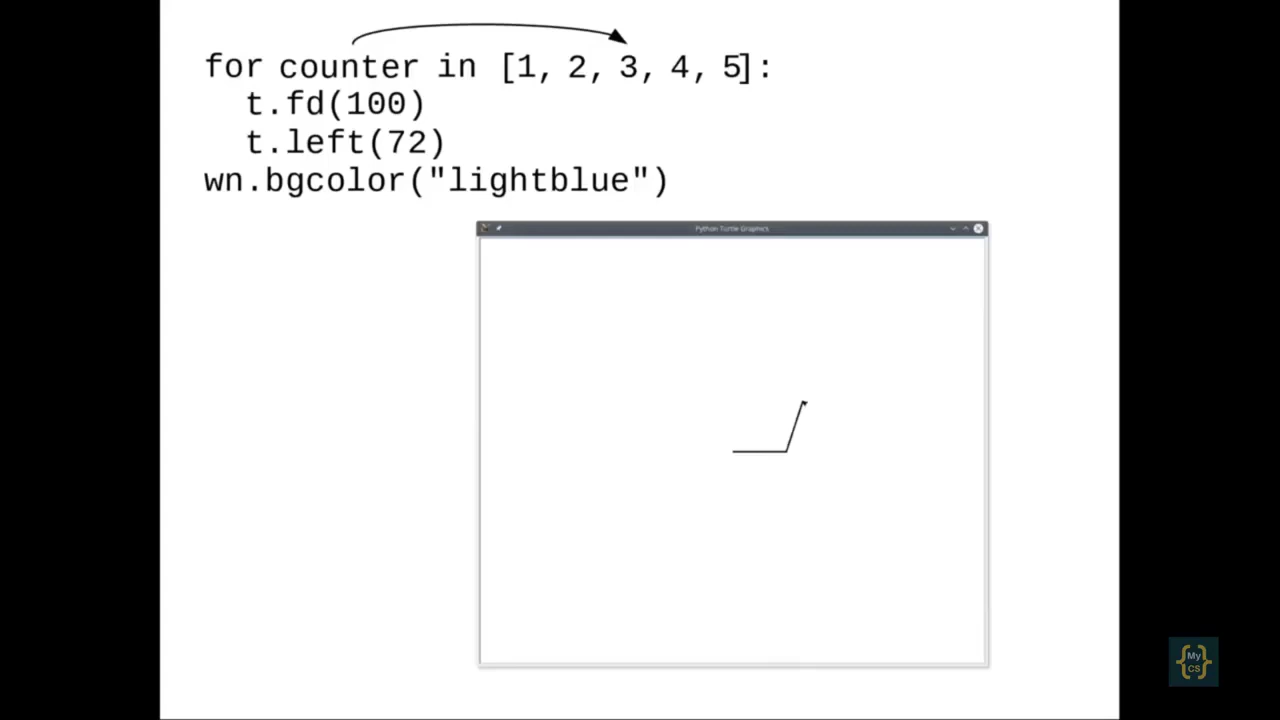 for counter in [1, 2, 3, 4, 5]:
t.fd(100)
t.left(72)
wn.bgcolor("lightblue")
Python Turtle Graphics
My
CS